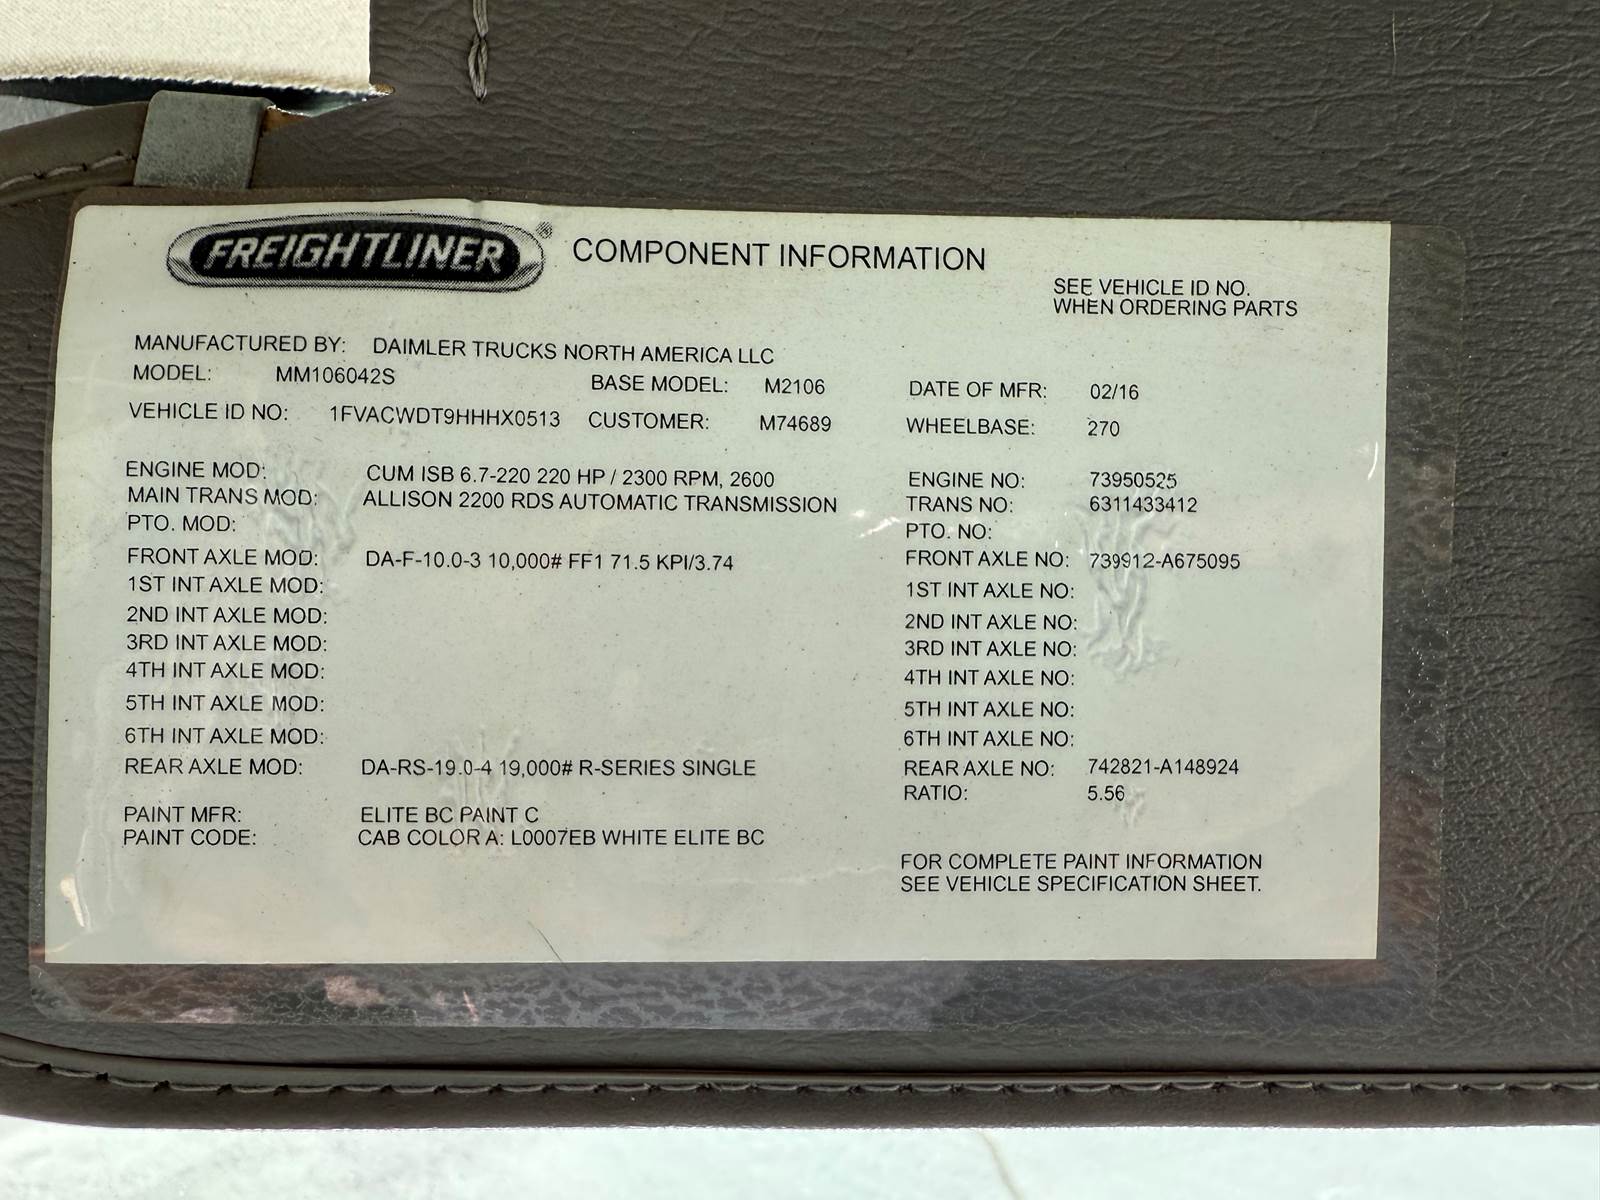 FREIGHTLINER® COMPONENT INFORMATION
SEE VEHICLE ID NO.
WHEN ORDERING PARTS
MANUFACTURED BY: DAIMLER TRUCKS NORTH AMERICA LLC
MODEL: MM106042S BASE MODEL: M2106 DATE OF MFR: 02/16
VEHICLE ID NO: 1FVACWDT9HHHX0513 CUSTOMER: M74689 WHEELBASE: 270
ENGINE MOD: CUM ISB 6.7-220 220 HP / 2300 RPM, 2600 ENGINE NO: 73950525
MAIN TRANS MOD: ALLISON 2200 RDS AUTOMATIC TRANSMISSION TRANS NO: 6311433412
PTO. MOD: PTO. NO:
FRONT AXLE MOD: DA-F-10.0-3 10,000# FF1 71.5 KPI/3.74 FRONT AXLE NO: 739912-A675095
1ST INT AXLE MOD: 1ST INT AXLE NO:
2ND INT AXLE MOD: 2ND INT AXLE NO:
3RD INT AXLE MOD: 3RD INT AXLE NO:
4TH INT AXLE MOD: 4TH INT AXLE NO:
5TH INT AXLE MOD: 5TH INT AXLE NO:
6TH INT AXLE MOD: 6TH INT AXLE NO:
REAR AXLE MOD: DA-RS-19.0-4 19,000# R-SERIES SINGLE REAR AXLE NO: 742821-A148924
RATIO: 5.56
PAINT MFR: ELITE BC PAINT C
PAINT CODE: CAB COLOR A: L0007EB WHITE ELITE BC
FOR COMPLETE PAINT INFORMATION
SEE VEHICLE SPECIFICATION SHEET.